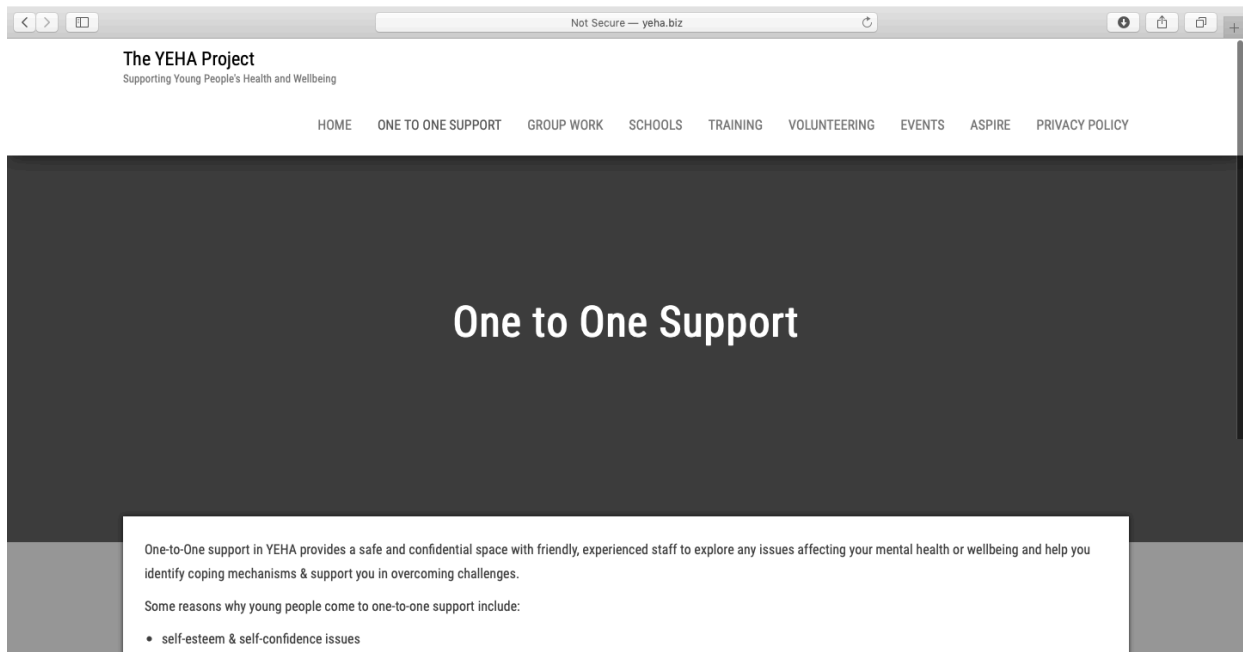 Not Secure — yeha.biz
The YEHA Project
Supporting Young People's Health and Wellbeing
HOME ONE TO ONE SUPPORT GROUP WORK SCHOOLS TRAINING VOLUNTEERING EVENTS ASPIRE PRIVACY POLICY
One to One Support
One-to-One support in YEHA provides a safe and confidential space with friendly, experienced staff to explore any issues affecting your mental health or wellbeing and help you
identify coping mechanisms & support you in overcoming challenges.
Some reasons why young people come to one-to-one support include:
• self-esteem & self-confidence issues